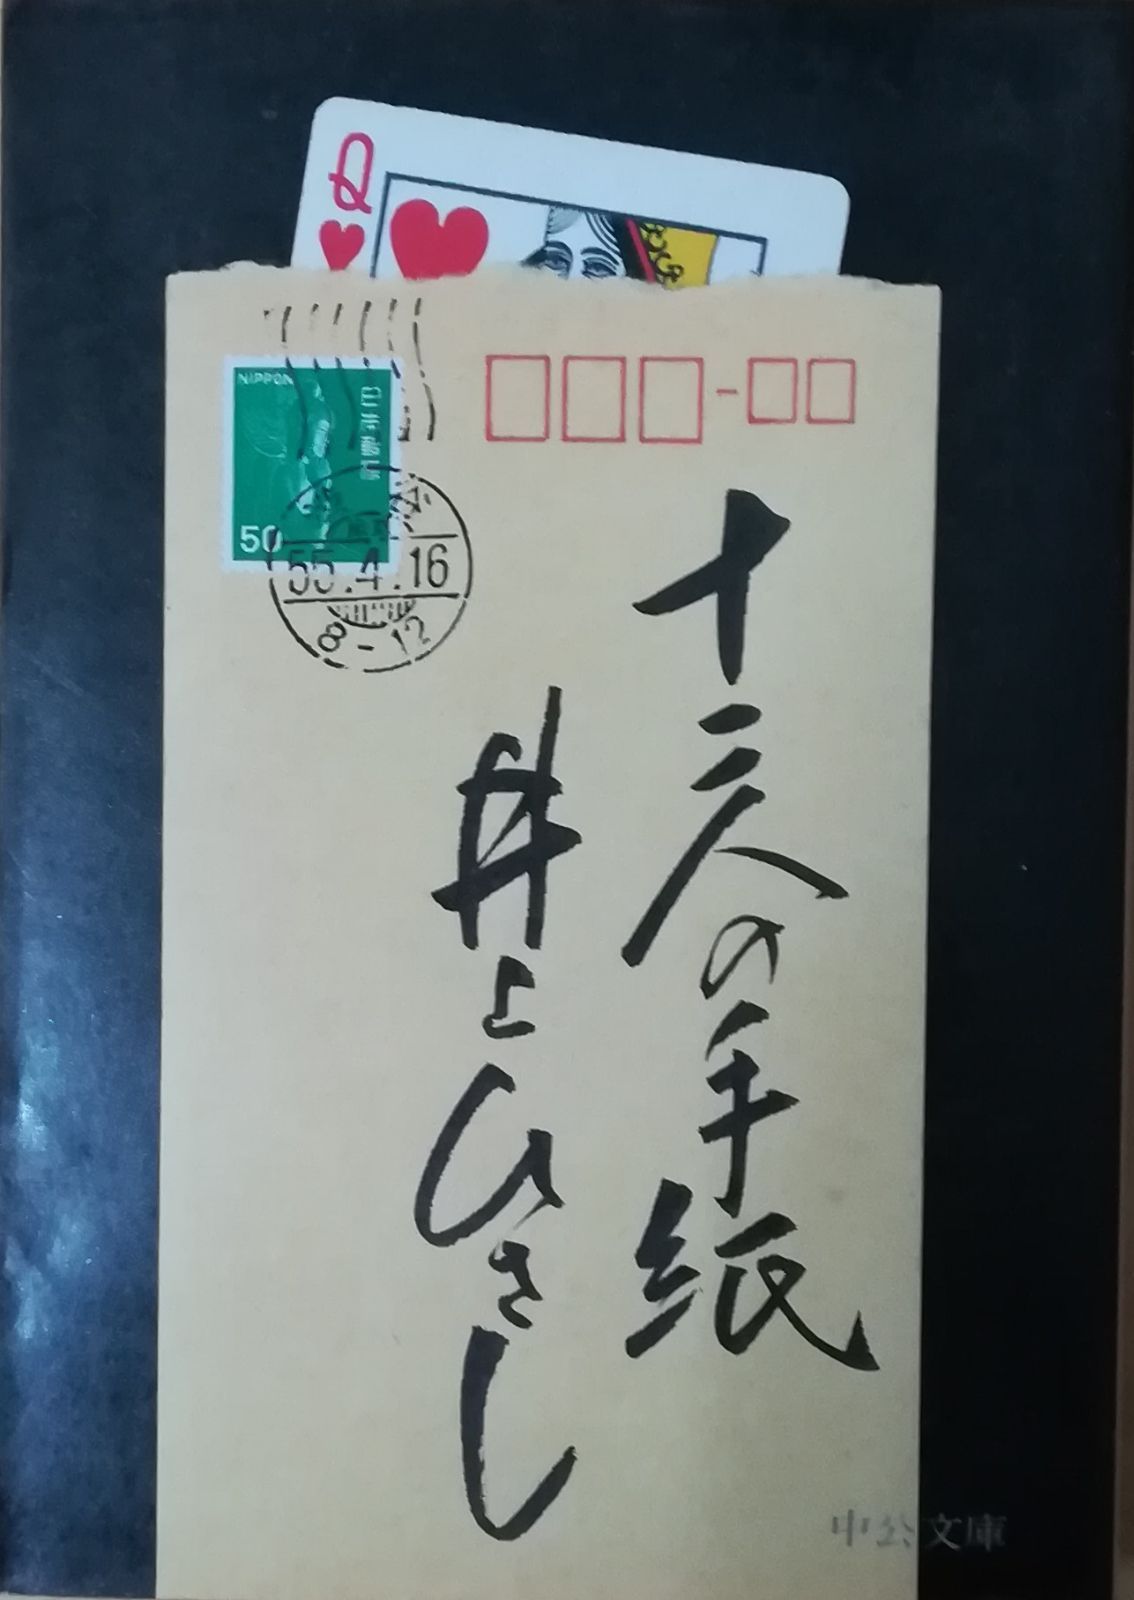 Q
NIPPON
日本郵便
50
55.4.16
8-12
十二人の手紙
井上ひさし
中公文庫